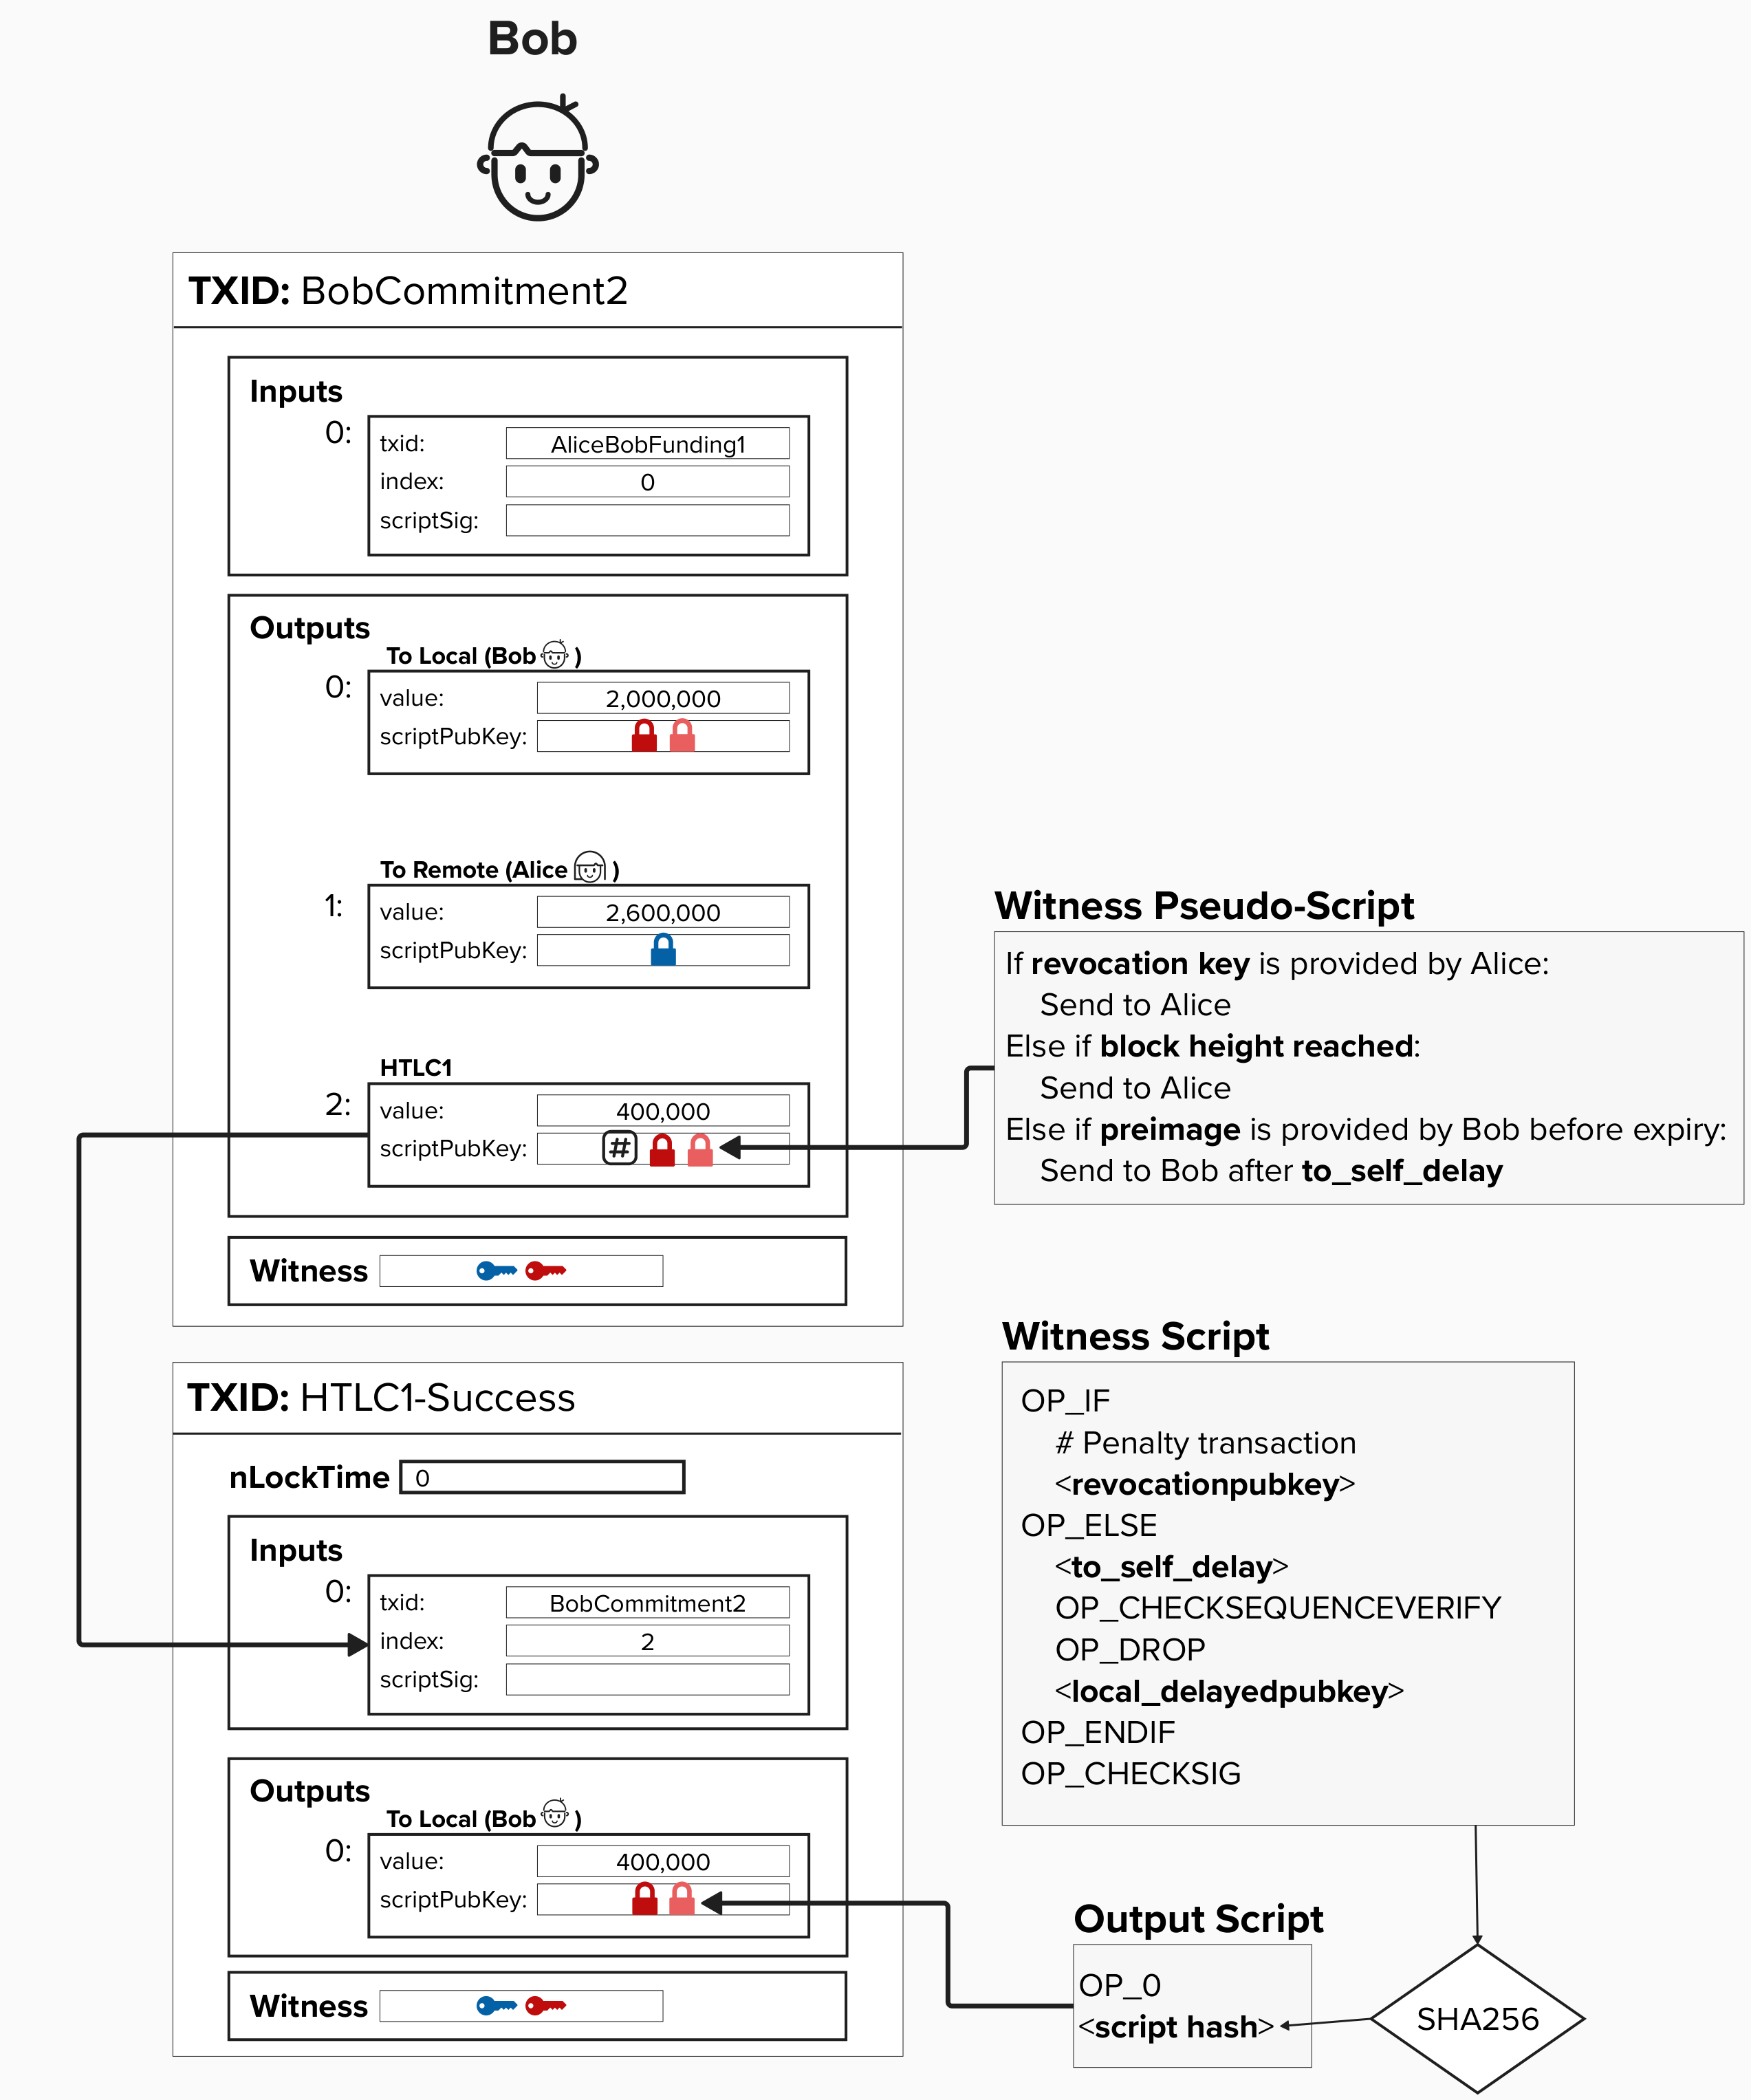 Bob
TXID: BobCommitment2
Inputs
0:
txid: AliceBobFunding1
index: 0
scriptSig:
Outputs
To Local (Bob )
0:
value: 2,000,000
scriptPubKey:
To Remote (Alice )
1:
value: 2,600,000
scriptPubKey:
HTLC1
2:
value: 400,000
scriptPubKey: #
Witness
Witness Pseudo-Script
If revocation key is provided by Alice:
Send to Alice
Else if block height reached:
Send to Alice
Else if preimage is provided by Bob before expiry:
Send to Bob after to_self_delay
TXID: HTLC1-Success
nLockTime 0
Inputs
0:
txid: BobCommitment2
index: 2
scriptSig:
Outputs
To Local (Bob )
0:
value: 400,000
scriptPubKey:
Witness
Witness Script
OP_IF
# Penalty transaction
<revocationpubkey>
OP_ELSE
<to_self_delay>
OP_CHECKSEQUENCEVERIFY
OP_DROP
<local_delayedpubkey>
OP_ENDIF
OP_CHECKSIG
Output Script
OP_0
<script hash>
SHA256